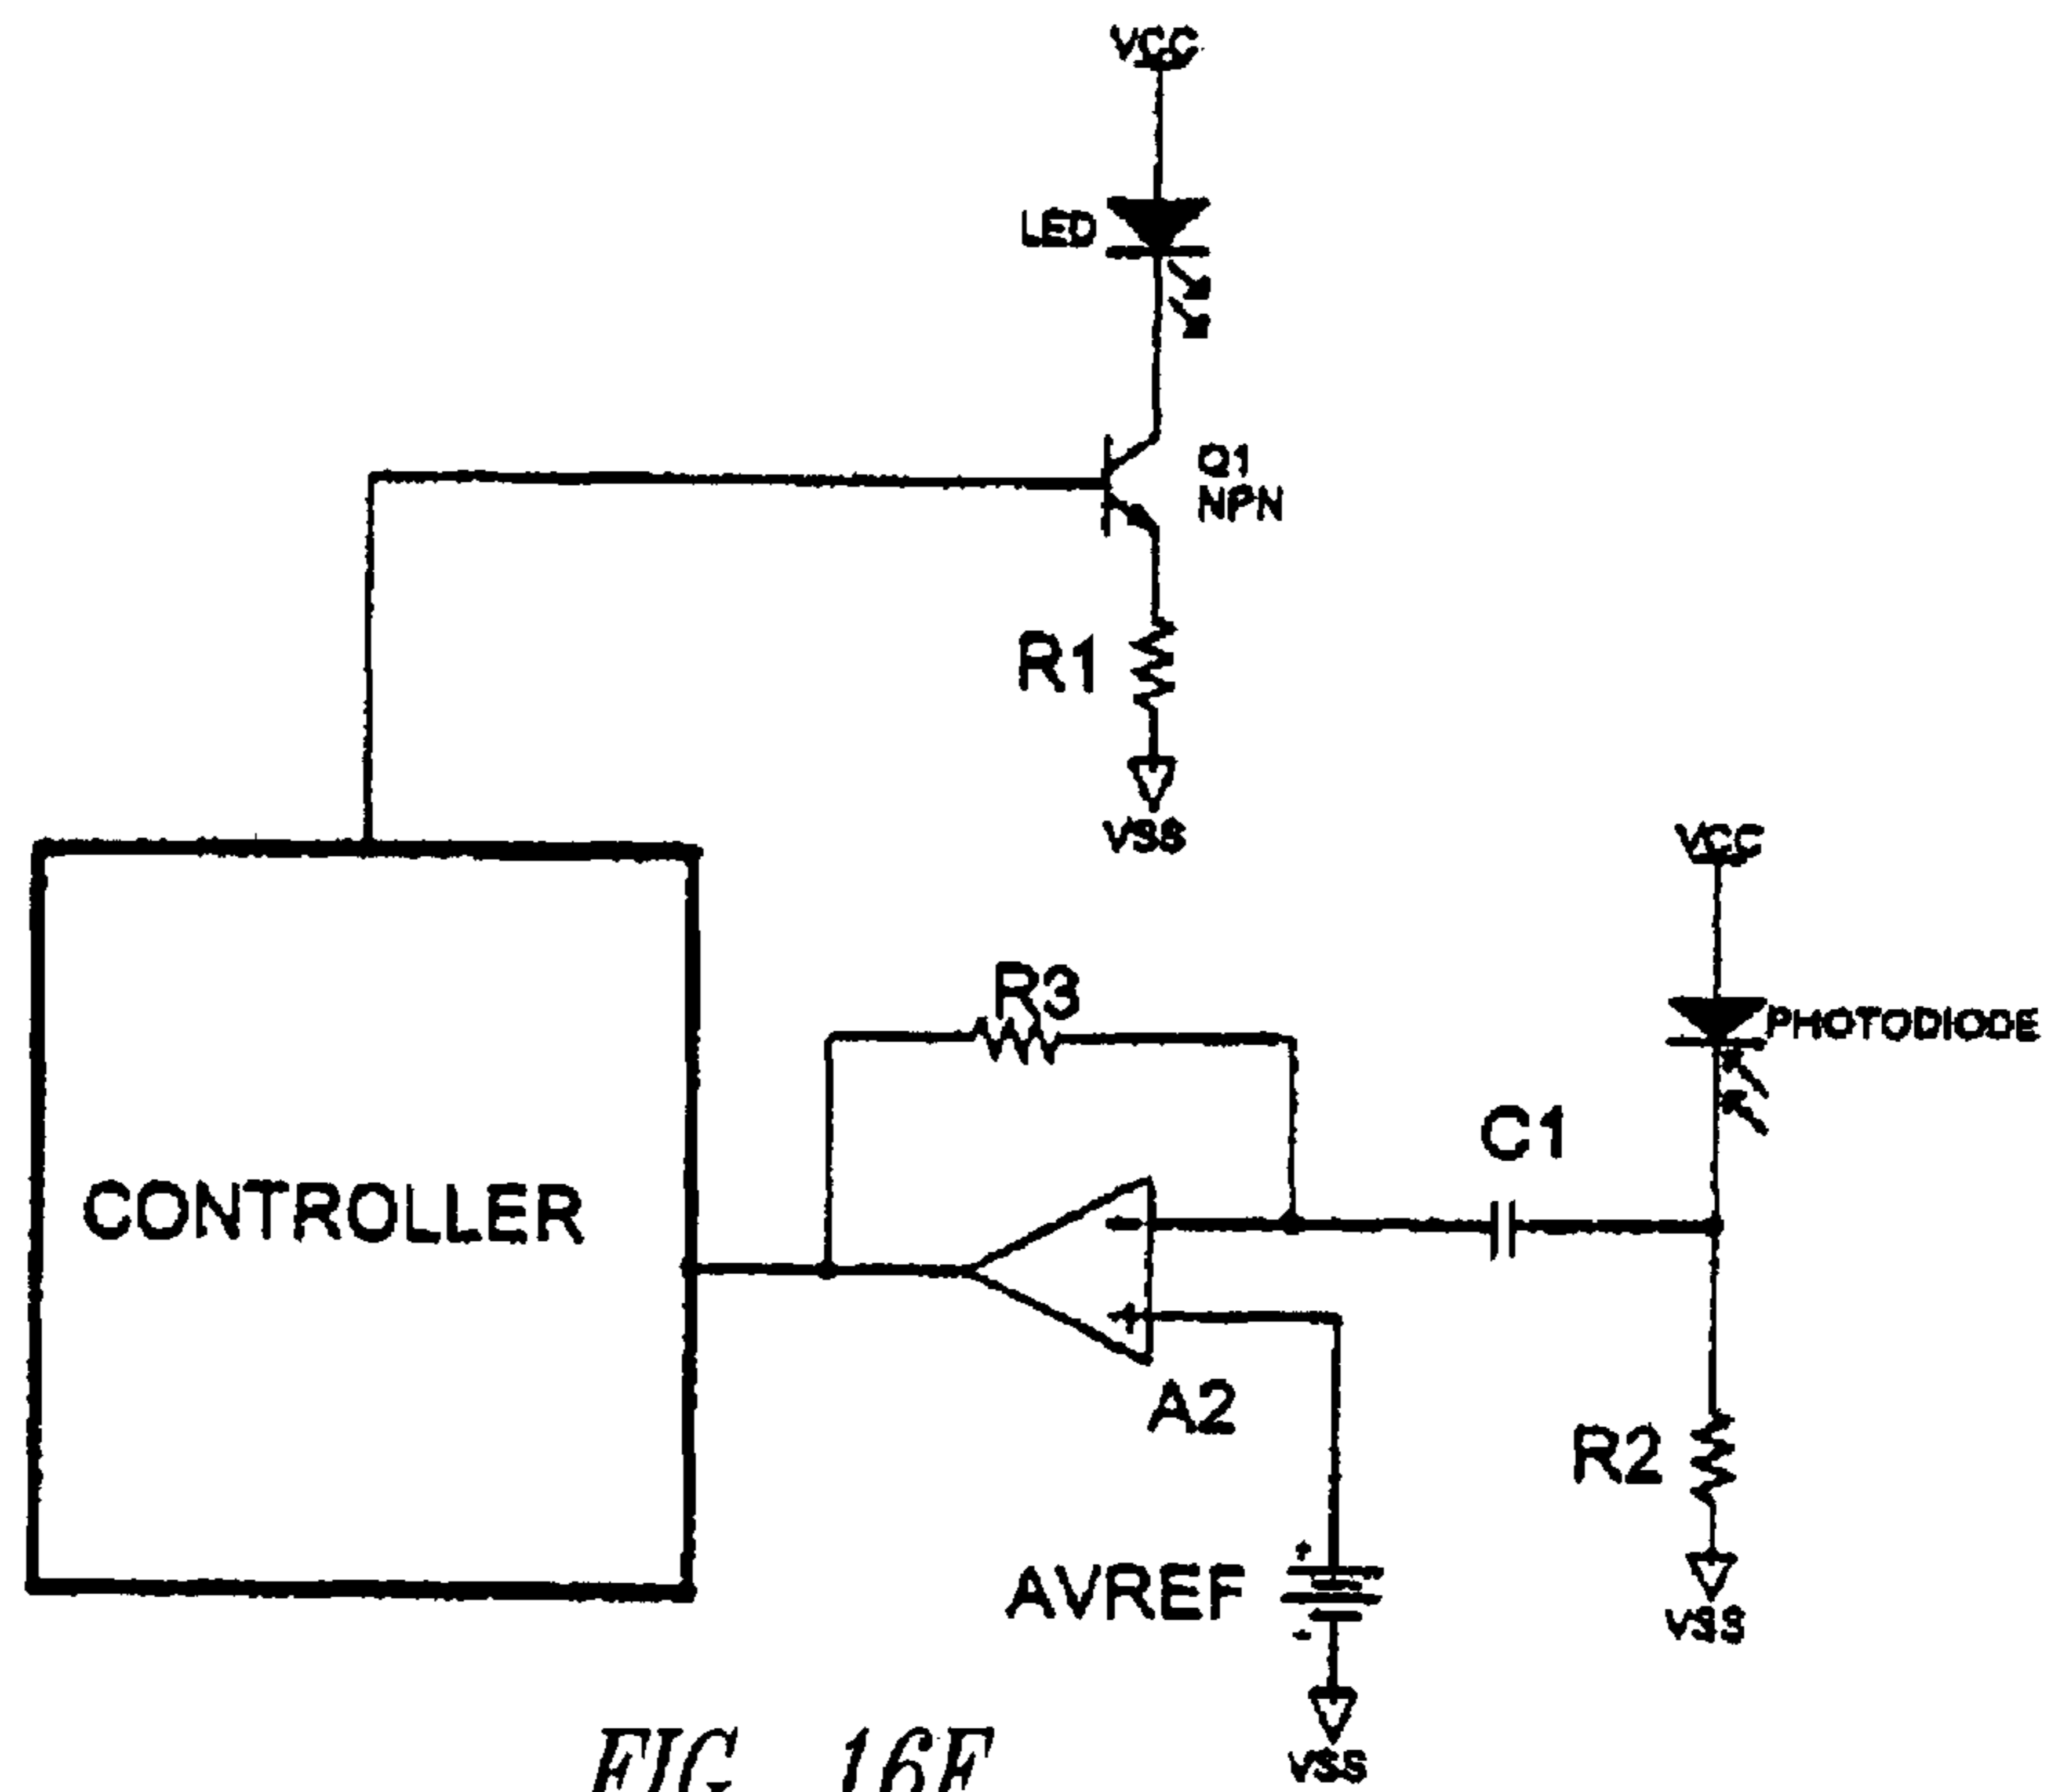 VCC
LED
Q1
NPN
R1
VSS
VCC
R3
PHOTODIODE
C1
CONTROLLER
- 
+
A2
R2
+
AVREF
-
VSS
VSS
FIG. 16F